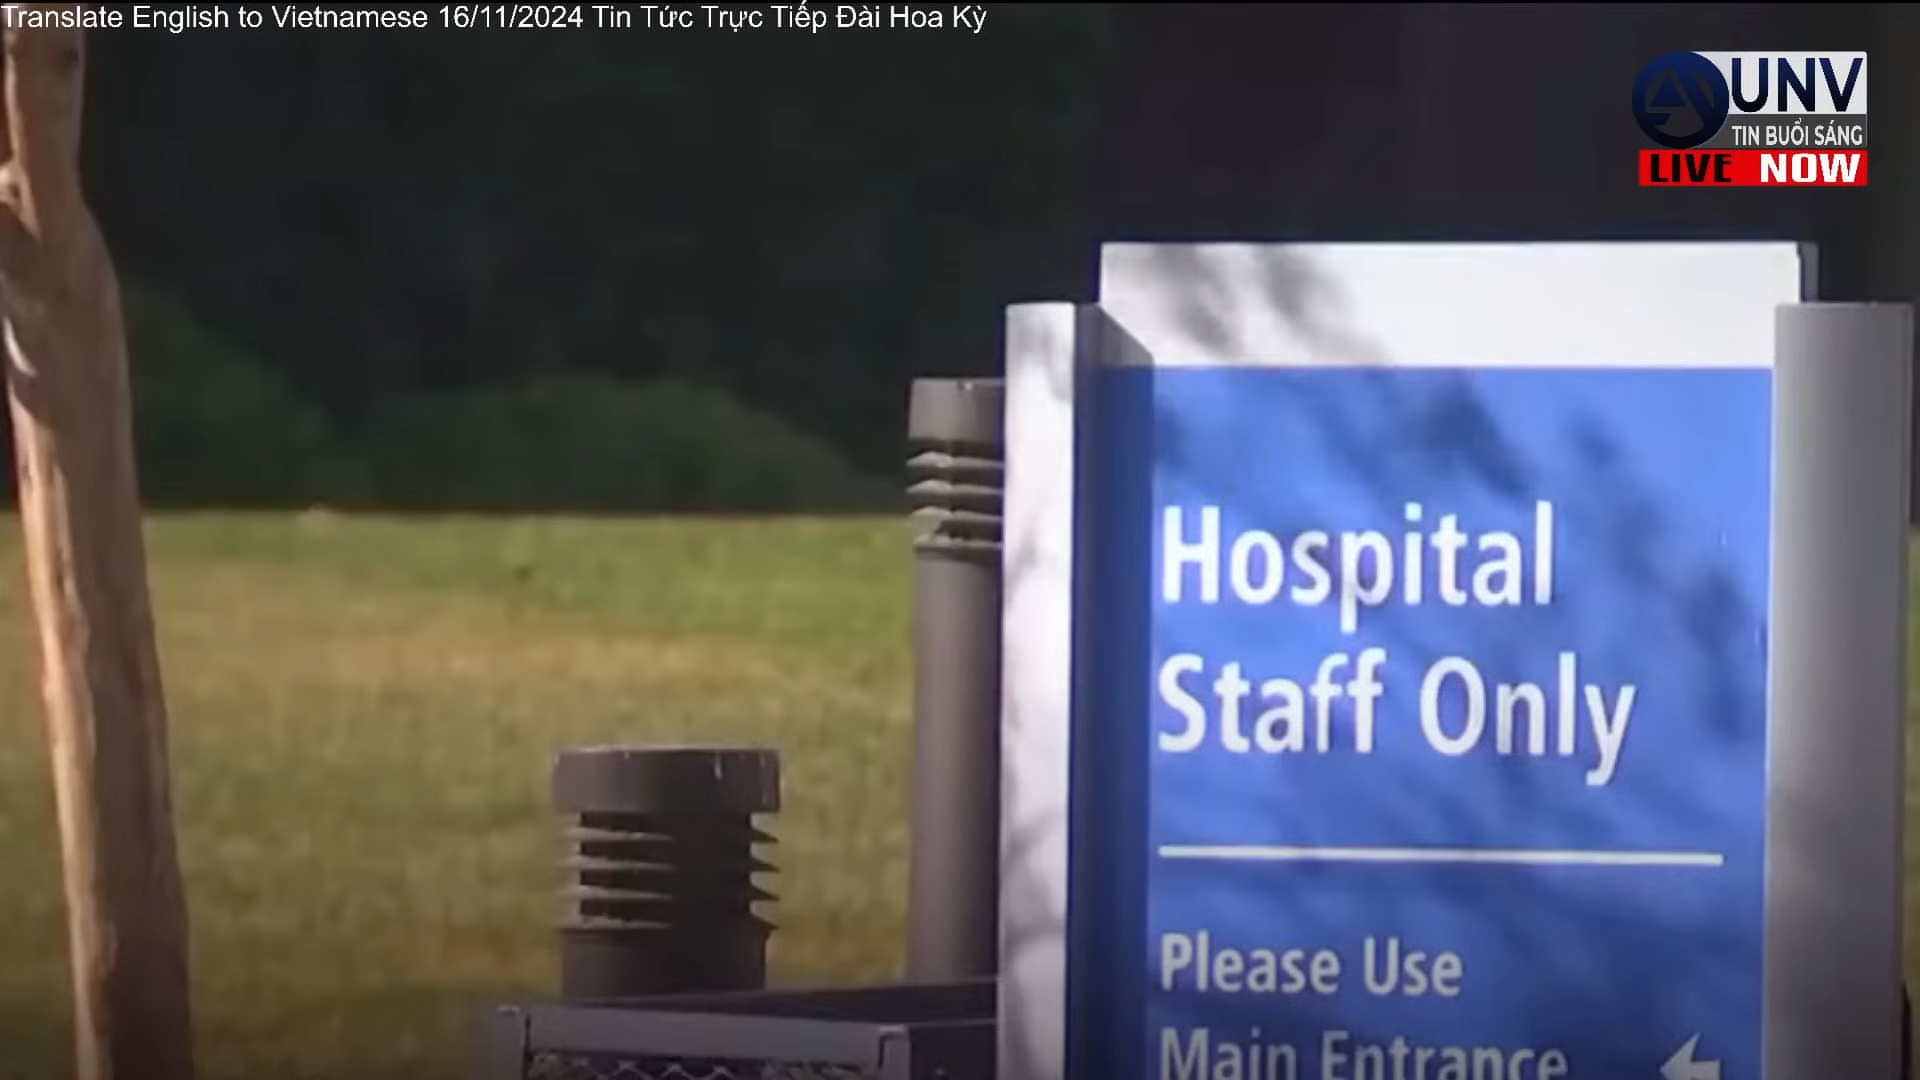 Translate English to Vietnamese 16/11/2024 Tin Tức Trực Tiếp Đài Hoa Kỳ
UNV
TIN BUỔI SÁNG
LIVE NOW
Hospital
Staff Only
Please Use
Main Entrance